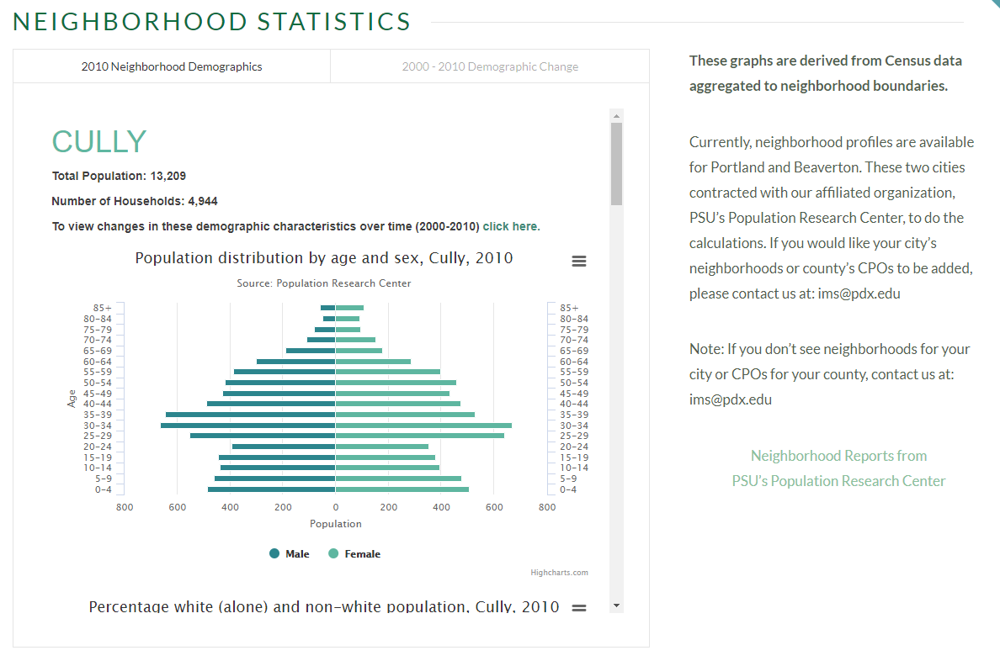 NEIGHBORHOOD STATISTICS
2010 Neighborhood Demographics
2000 - 2010 Demographic Change
CULLY
Total Population: 13,209
Number of Households: 4,944
To view changes in these demographic characteristics over time (2000-2010) click here.
Population distribution by age and sex, Cully, 2010
Source: Population Research Center
Age
85+ 85+
80-84 80-84
75-79 75-79
70-74 70-74
65-69 65-69
60-64 60-64
55-59 55-59
50-54 50-54
45-49 45-49
40-44 40-44
35-39 35-39
30-34 30-34
25-29 25-29
20-24 20-24
15-19 15-19
10-14 10-14
5-9 5-9
0-4 0-4
800 600 400 200 0 200 400 600 800
Population
Male Female
Highcharts.com
Percentage white (alone) and non-white population, Cully, 2010
These graphs are derived from Census data
aggregated to neighborhood boundaries.
Currently, neighborhood profiles are available
for Portland and Beaverton. These two cities
contracted with our affiliated organization,
PSU's Population Research Center, to do the
calculations. If you would like your city's
neighborhoods or county's CPOs to be added,
please contact us at: ims@pdx.edu
Note: If you don't see neighborhoods for your
city or CPOs for your county, contact us at:
ims@pdx.edu
Neighborhood Reports from
PSU's Population Research Center